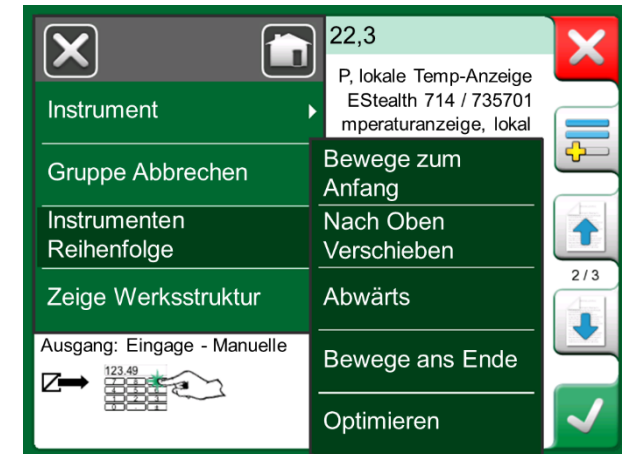 22,3
P, lokale Temp-Anzeige
EStealth 714 / 735701
mperaturanzeige, lokal
Instrument
Gruppe Abbrechen
Instrumenten
Reihenfolge
Zeige Werksstruktur
Bewege zum
Anfang
Nach Oben
Verschieben
Abwärts
Bewege ans Ende
Optimieren
2/3
Ausgang: Eingage - Manuelle
123.49